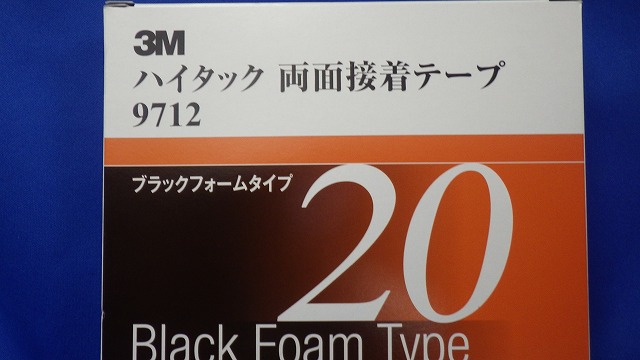 3M
ハイタック 両面接着テープ
9712
ブラックフォームタイプ
20
Black Foam Type